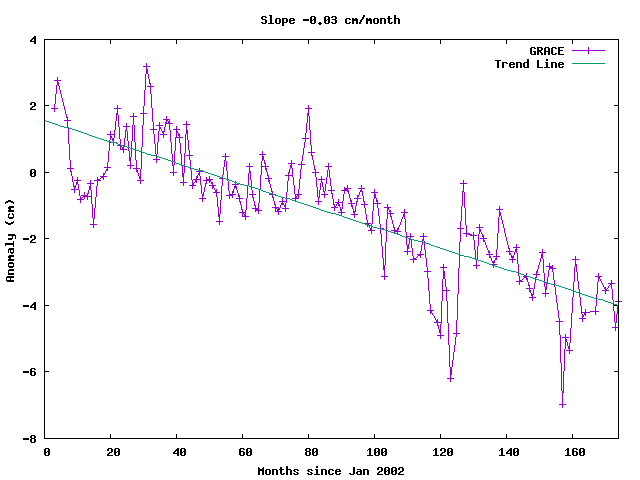 Slope -0.03 cm/month
GRACE
Trend Line
4
2
0
-2
-4
-6
-8
Anomaly (cm)
0 20 40 60 80 100 120 140 160
Months since Jan 2002